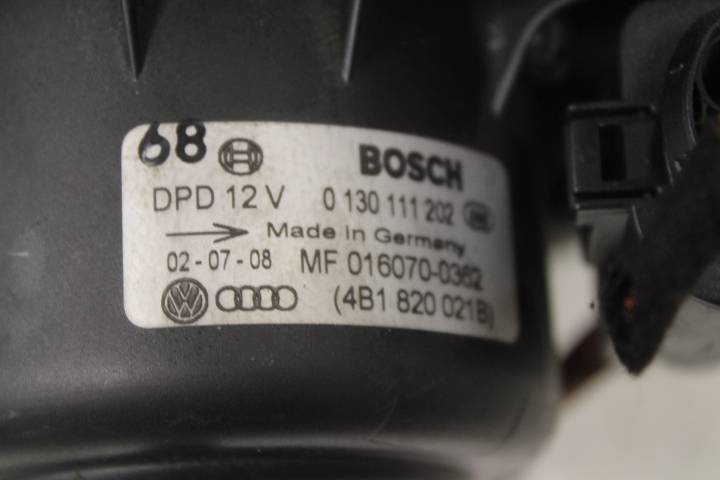 68 BOSCH
DPD 12 V 0 130 111 202
Made in Germany
02-07-08 MF 016070-0362
(4B1 820 021B)